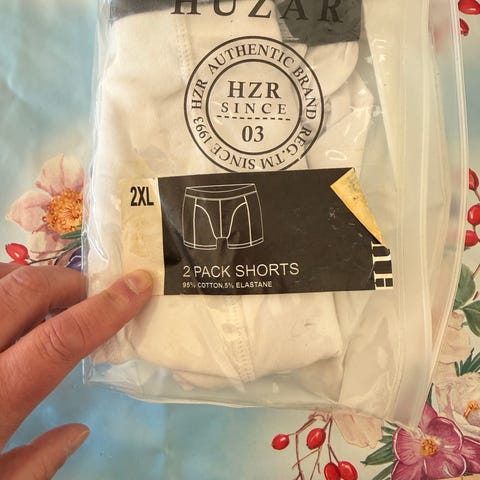 HUZAR
HZR AUTHENTIC BRAND REG.TM SINCE 1993
HZR
SINCE
03
2XL
2 PACK SHORTS
95% COTTON,5% ELASTANE